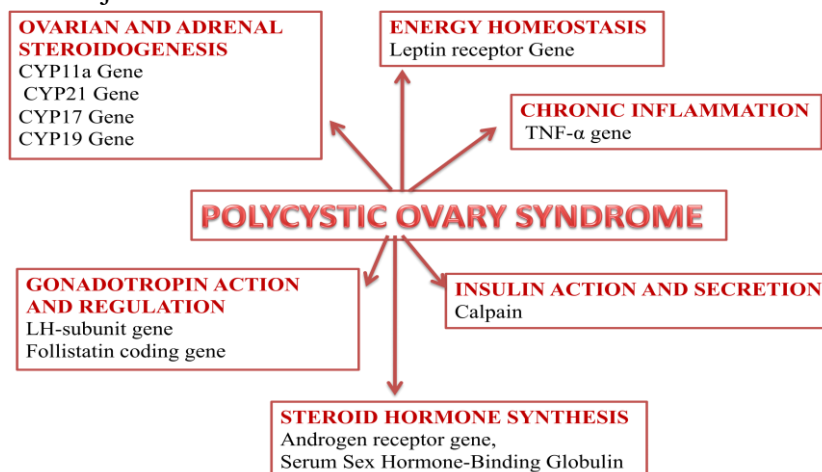 OVARIAN AND ADRENAL
STEROIDOGENESIS
CYP11a Gene
CYP21 Gene
CYP17 Gene
CYP19 Gene
ENERGY HOMEOSTASIS
Leptin receptor Gene
CHRONIC INFLAMMATION
TNF-α gene
POLYCYSTIC OVARY SYNDROME
GONADOTROPIN ACTION
AND REGULATION
LH-subunit gene
Follistatin coding gene
INSULIN ACTION AND SECRETION
Calpain
STEROID HORMONE SYNTHESIS
Androgen receptor gene,
Serum Sex Hormone-Binding Globulin